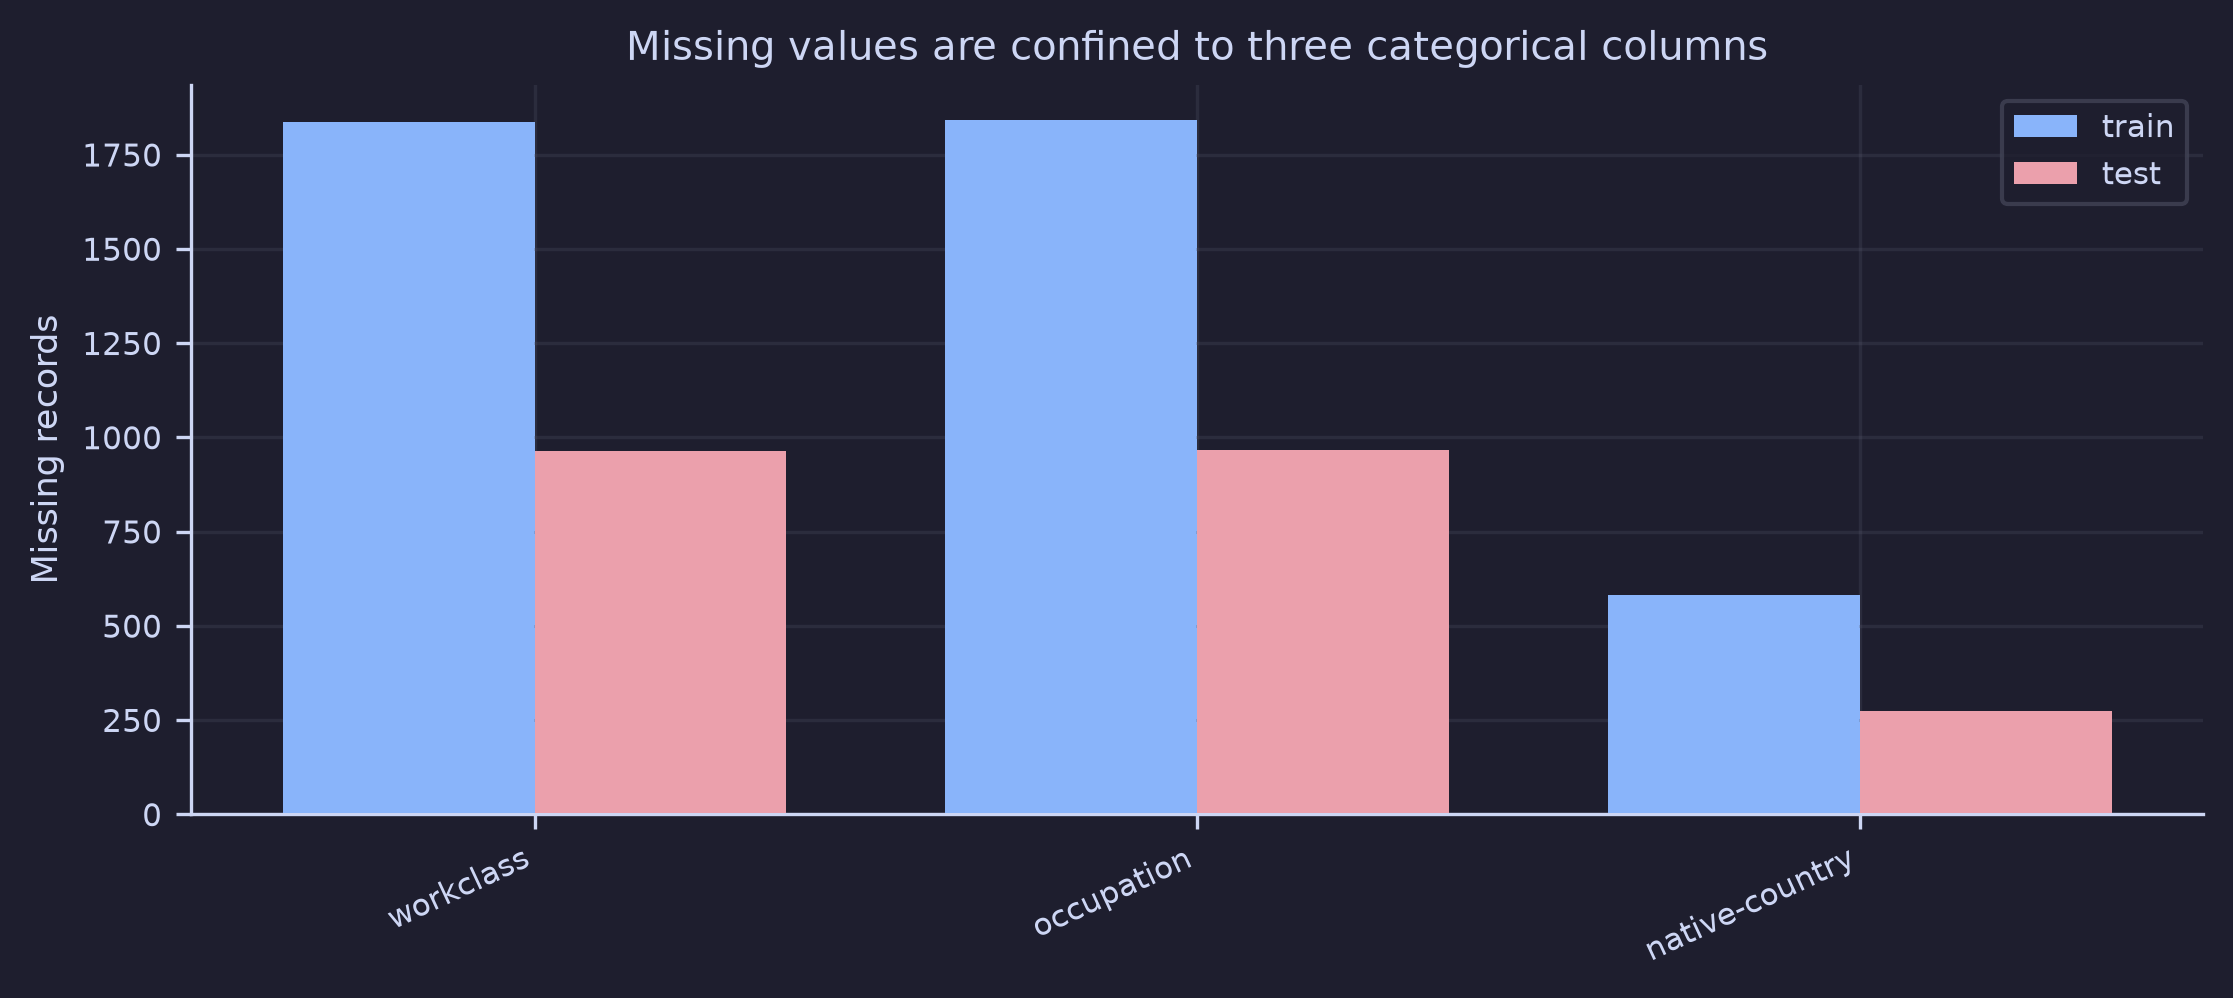 Missing values are confined to three categorical columns
train
test
Missing records
1750
1500
1250
1000
750
500
250
0
workclass
occupation
native-country